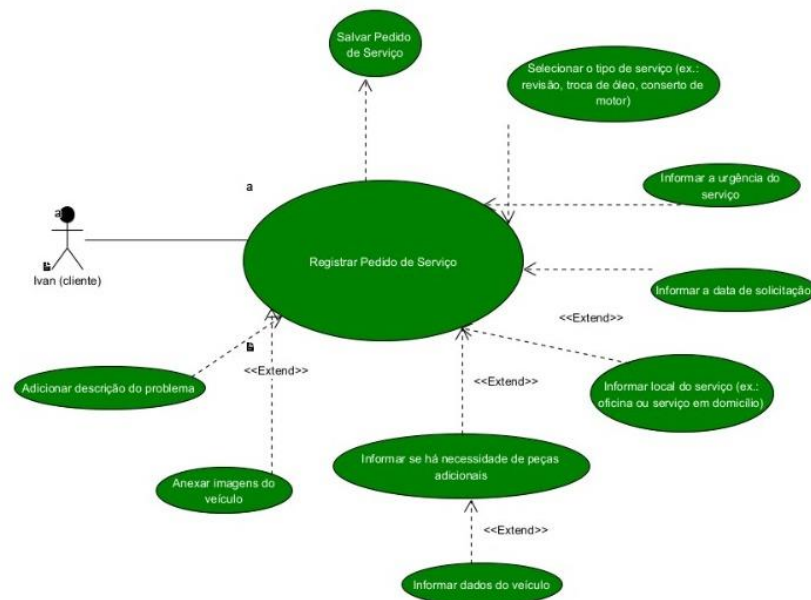 Salvar Pedido
de Serviço
Selecionar o tipo de serviço (ex.:
revisão, troca de óleo, conserto de
motor)
a
Informar a urgência do
serviço
a
Ivan (cliente)
Registrar Pedido de Serviço
Informar a data de solicitação
<<Extend>>
Adicionar descrição do problema
<<Extend>>
<<Extend>>
Informar local do serviço (ex.:
oficina ou serviço em domicílio)
Anexar imagens do
veículo
Informar se há necessidade de peças
adicionais
<<Extend>>
Informar dados do veículo